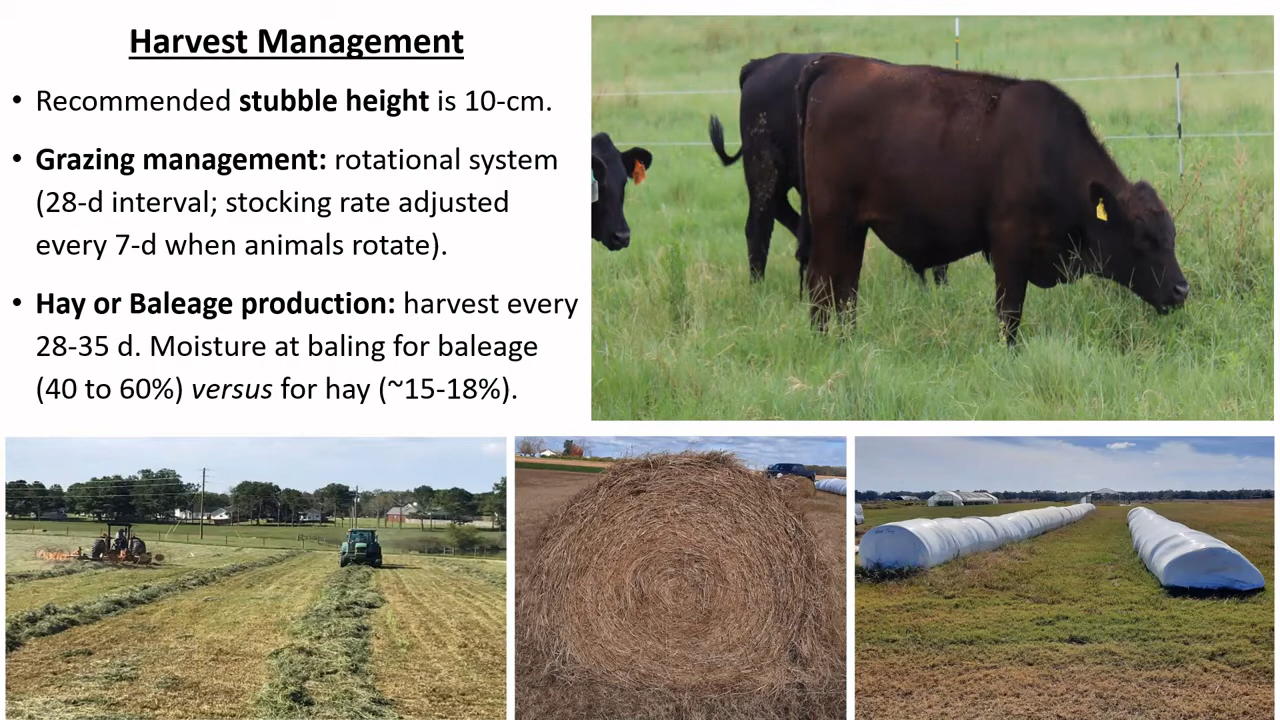 Harvest Management
• Recommended stubble height is 10-cm.
• Grazing management: rotational system
(28-d interval; stocking rate adjusted
every 7-d when animals rotate).
• Hay or Baleage production: harvest every
28-35 d. Moisture at baling for baleage
(40 to 60%) versus for hay (~15-18%).